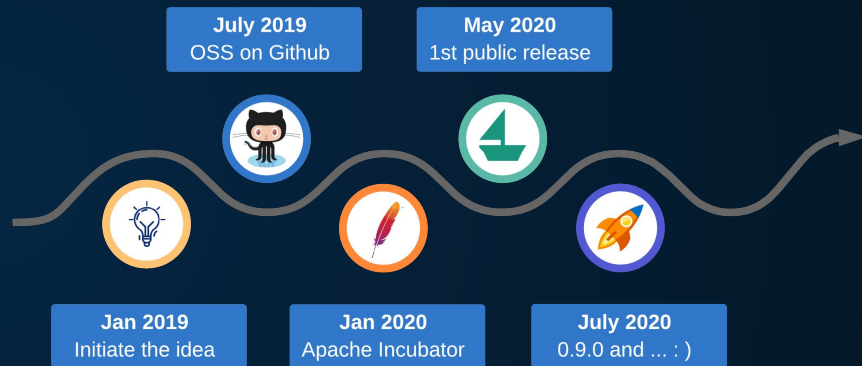 July 2019
OSS on Github
May 2020
1st public release
Jan 2019
Initiate the idea
Jan 2020
Apache Incubator
July 2020
0.9.0 and ... : )